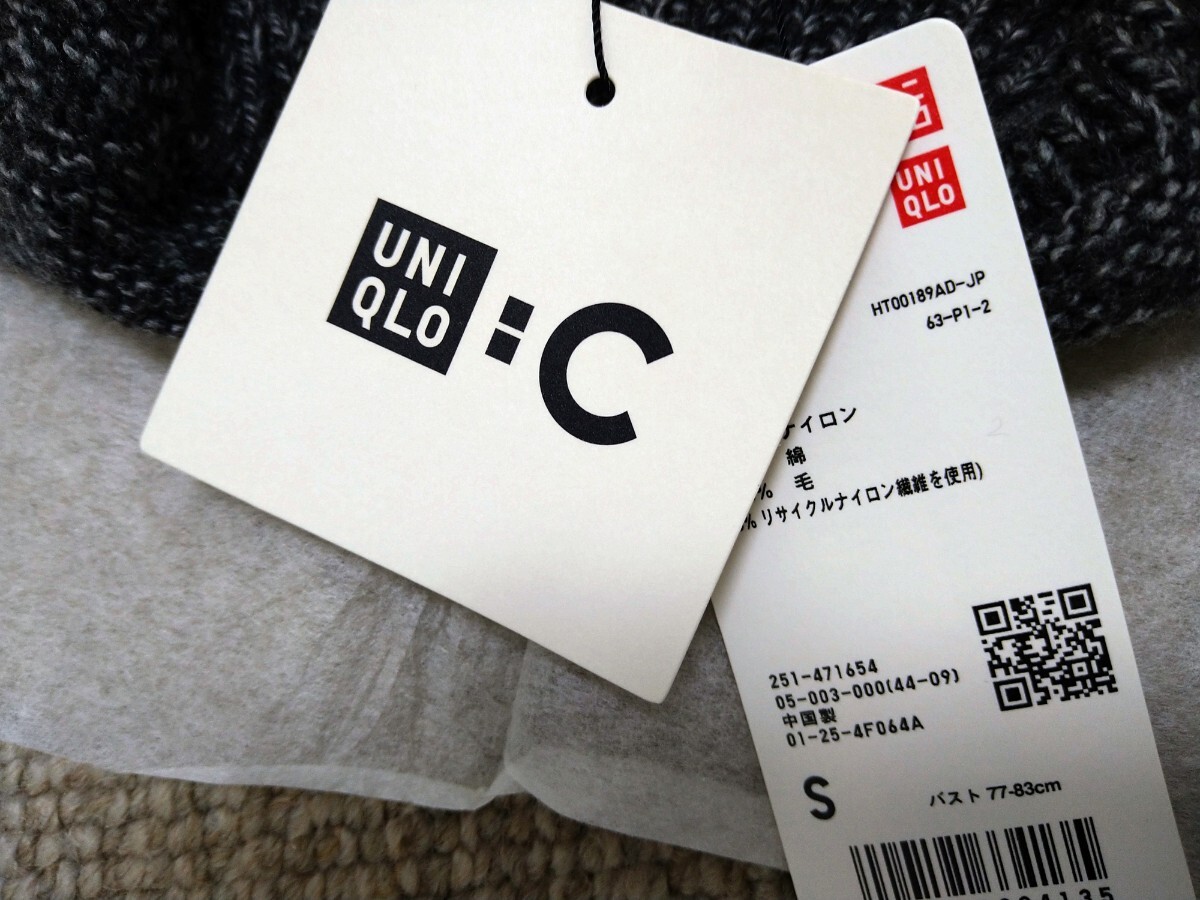 UNI
QLO
:C
UNI
QLO
HT00189AD-JP
63-P1-2
ナイロン
綿
% 毛
% リサイクルナイロン繊維を使用)
251-471654
05-003-000(44-09)
中国製
01-25-4F064A
S
バスト 77-83cm